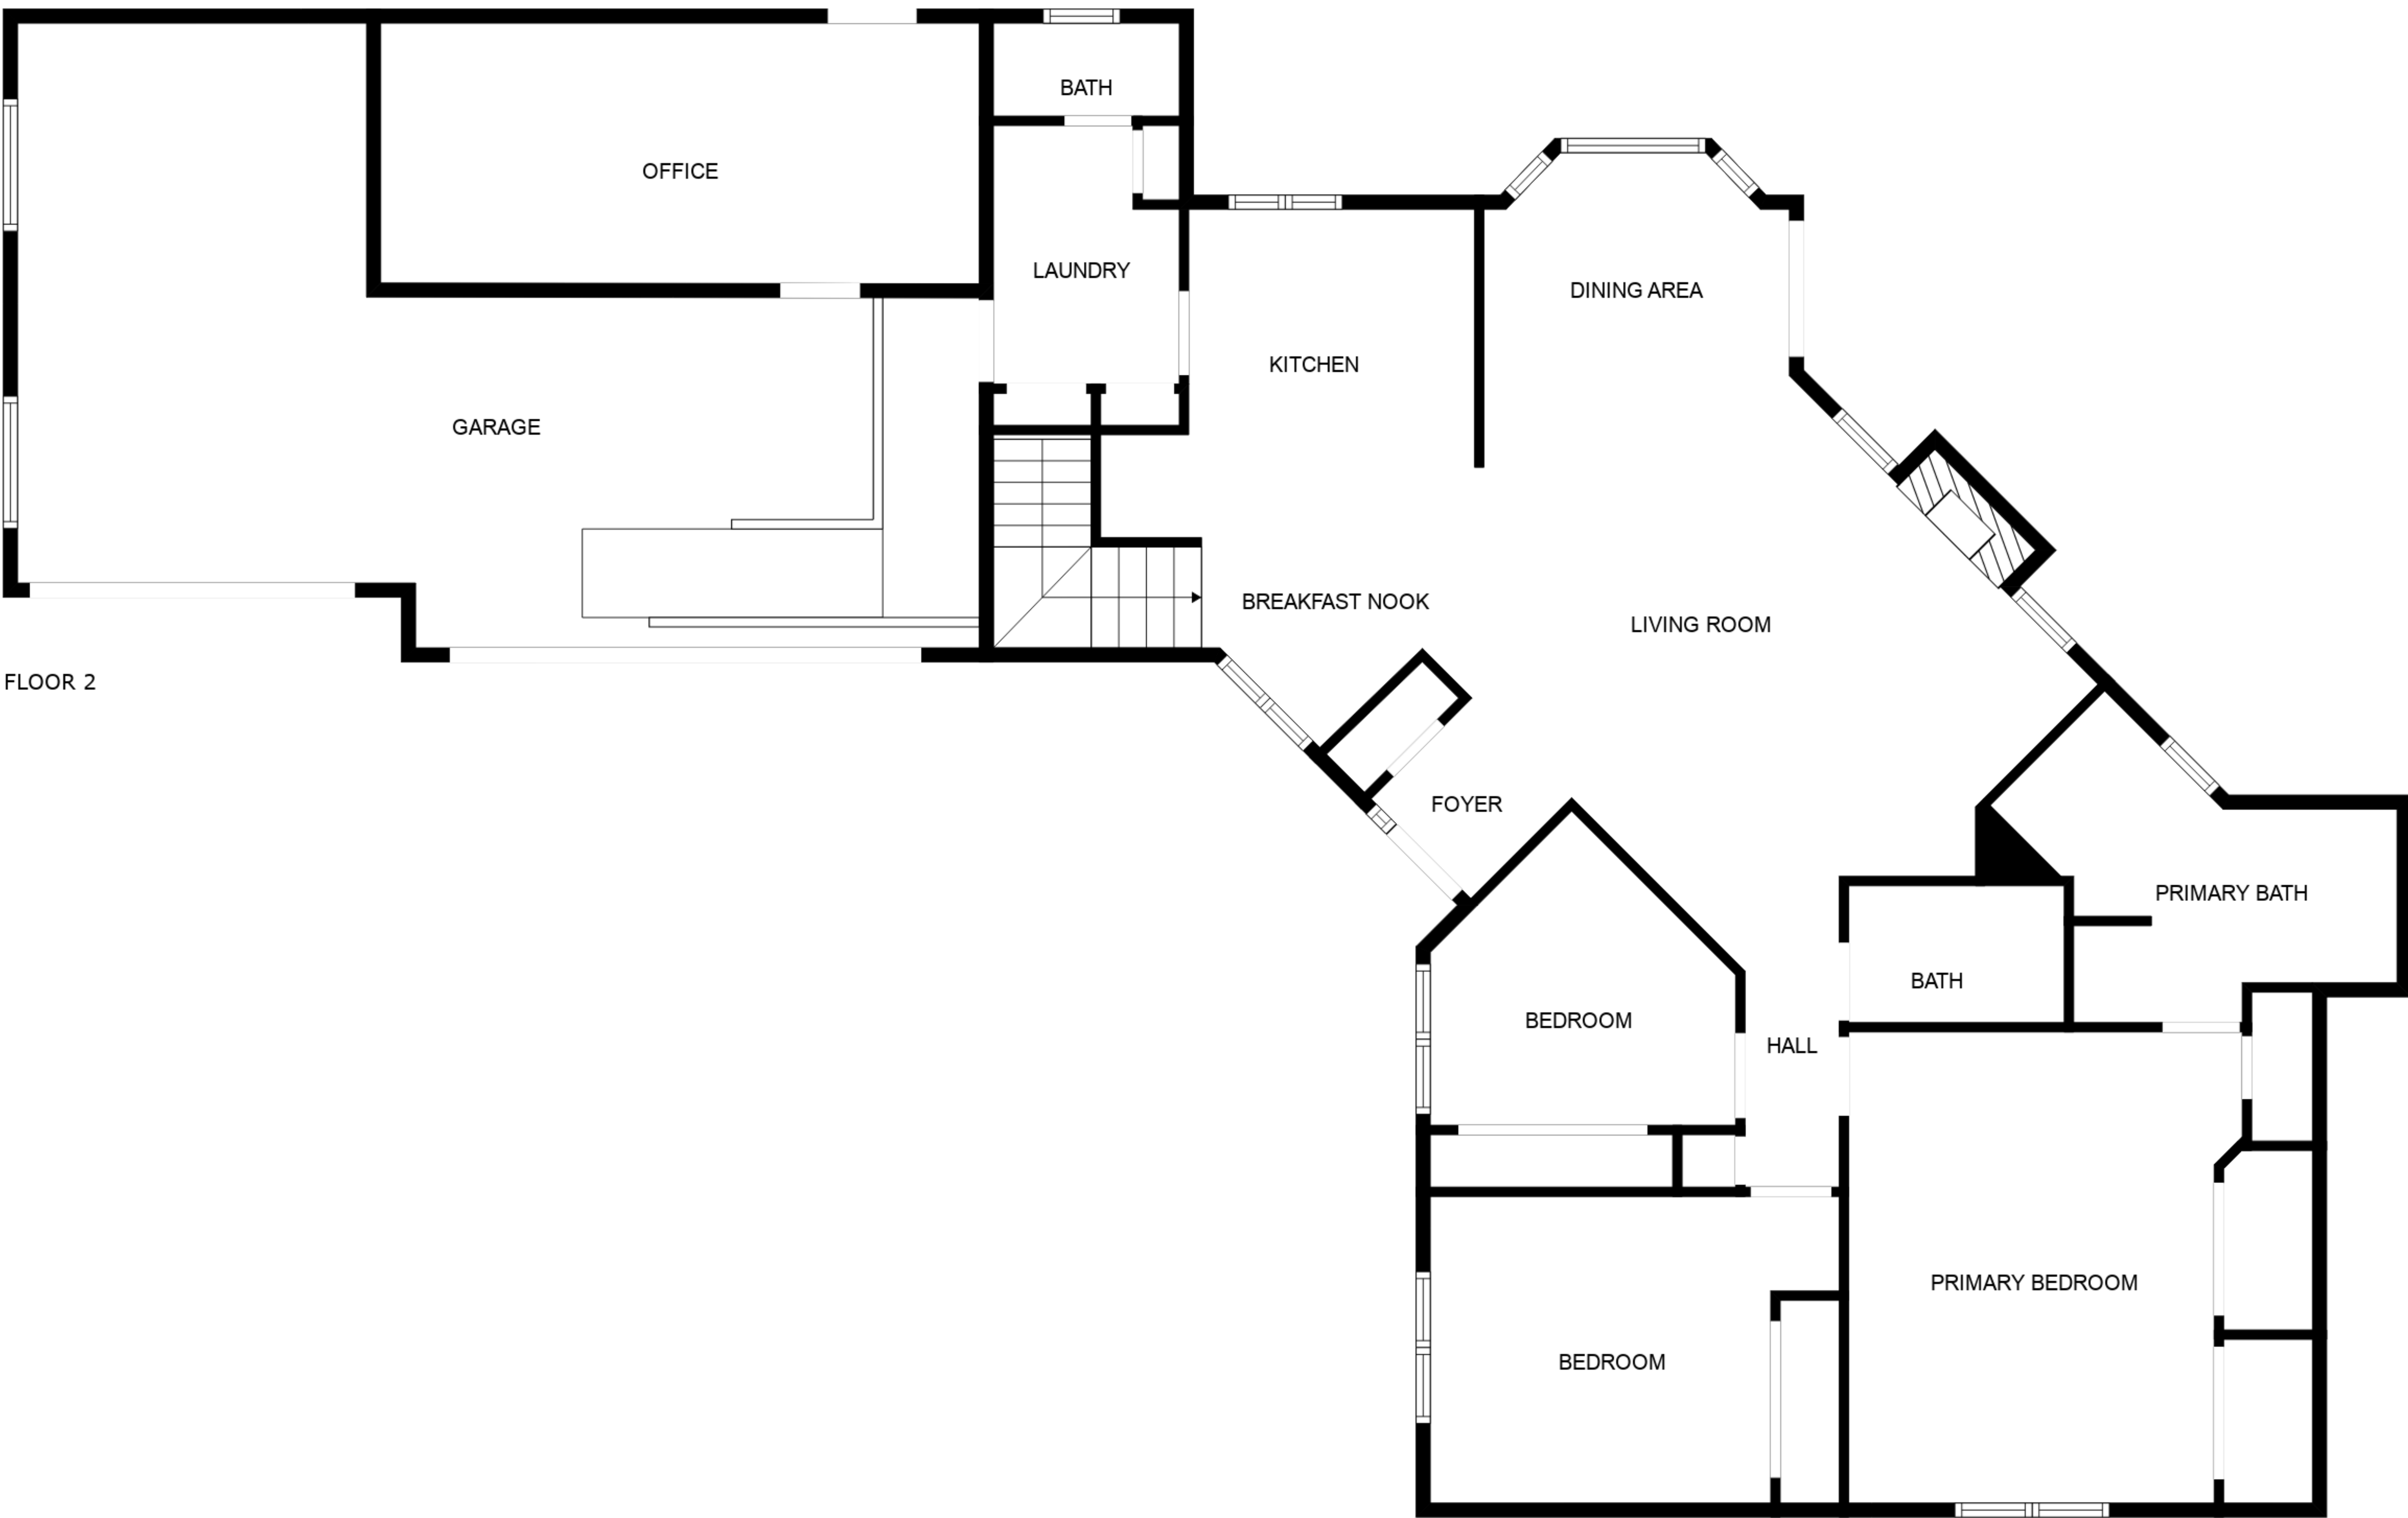 BATH
OFFICE
LAUNDRY
DINING AREA
KITCHEN
GARAGE
BREAKFAST NOOK
LIVING ROOM
FLOOR 2
FOYER
PRIMARY BATH
BATH
BEDROOM
HALL
PRIMARY BEDROOM
BEDROOM